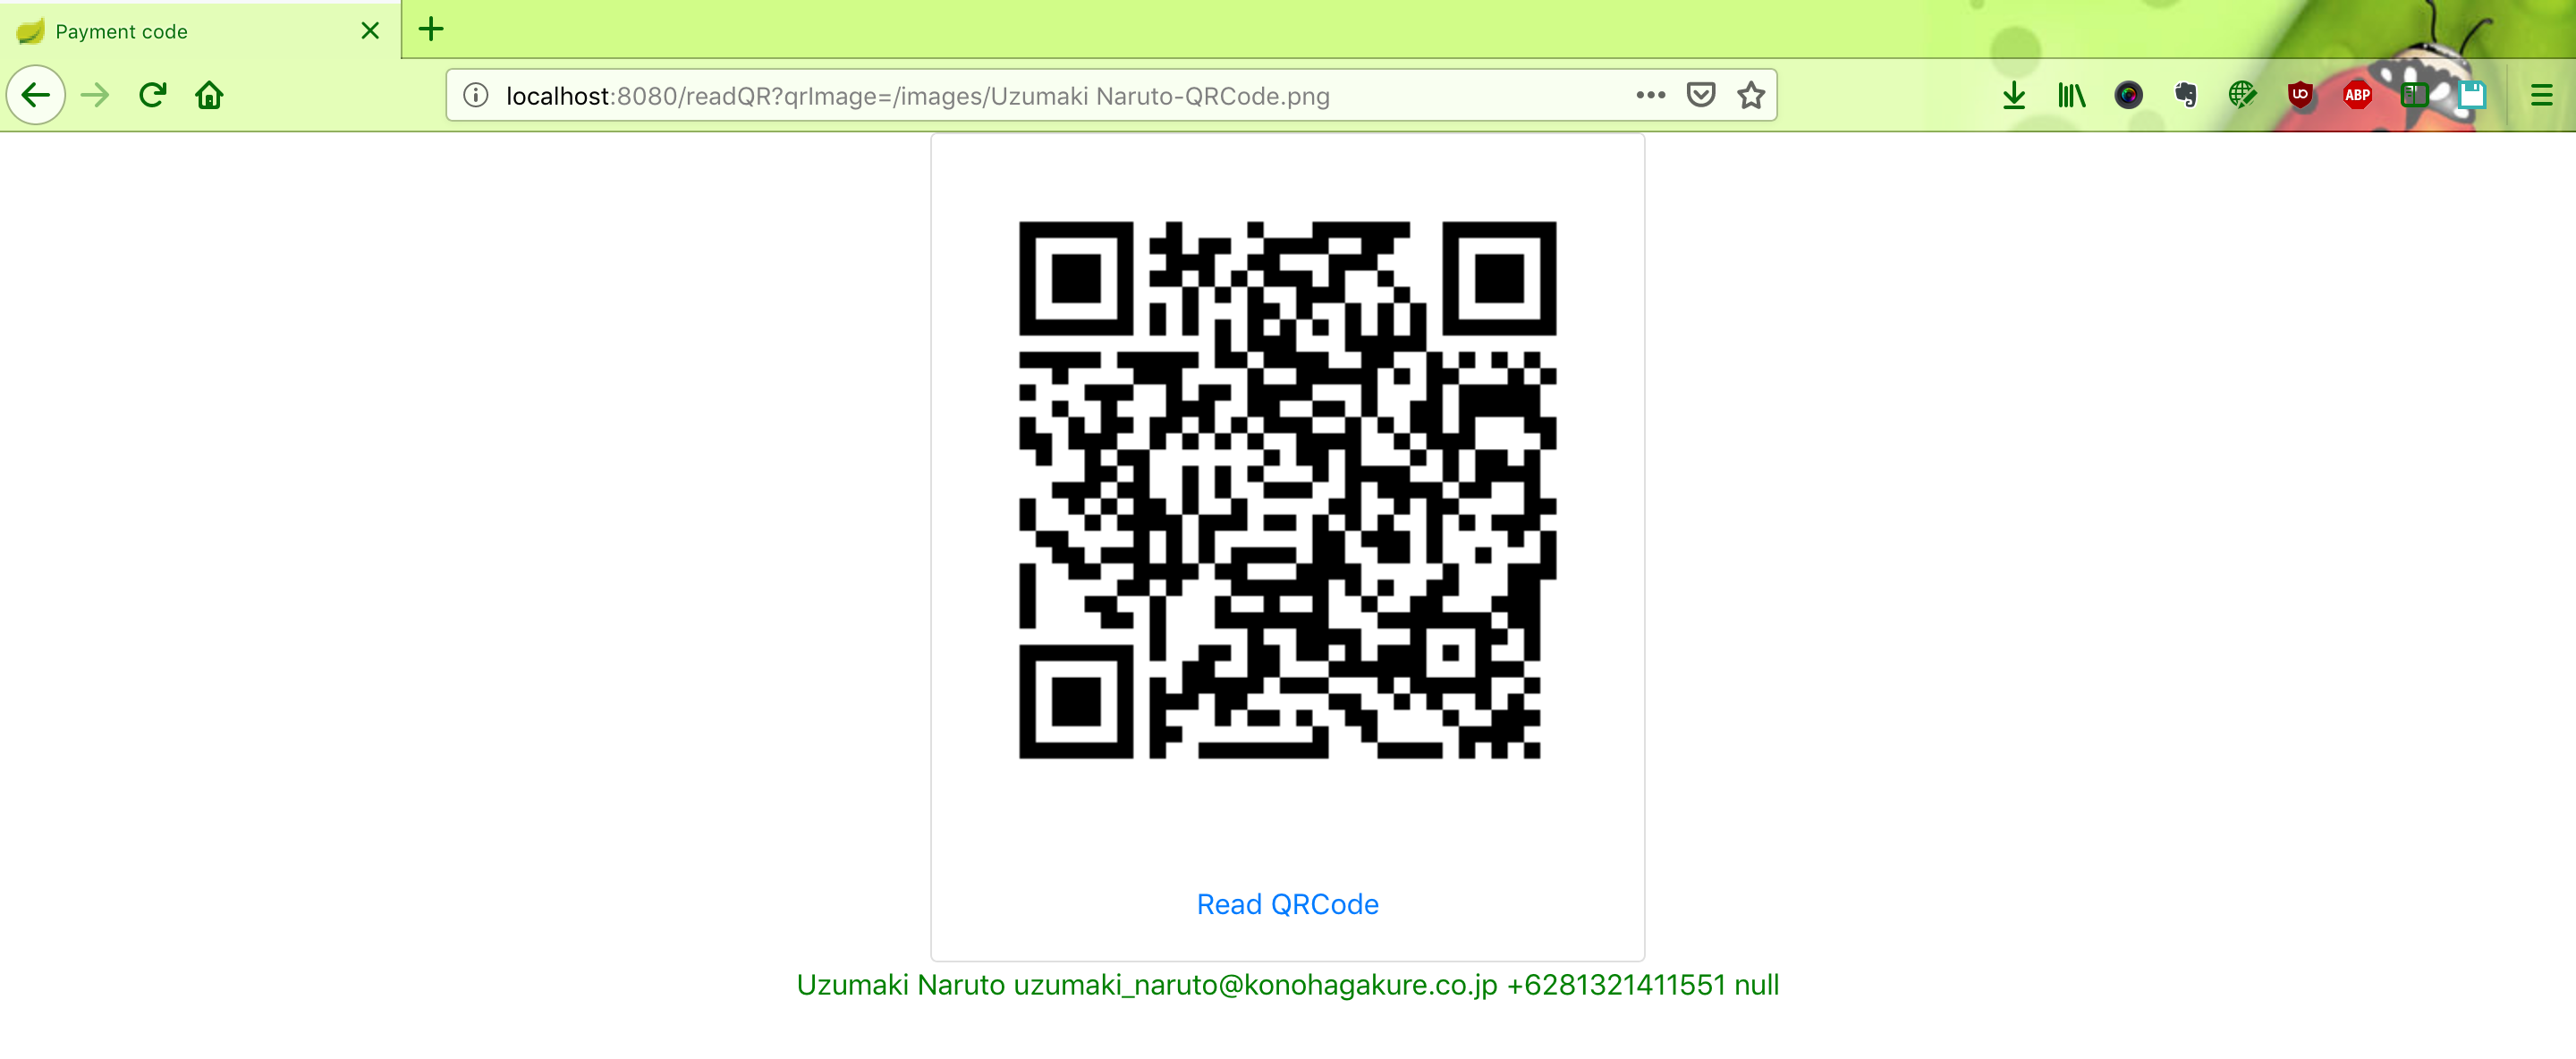 Payment code
localhost:8080/readQR?qrImage=/images/Uzumaki Naruto-QRCode.png
UO
ABP
Read QRCode
Uzumaki Naruto uzumaki_naruto@konohagakure.co.jp +6281321411551 null